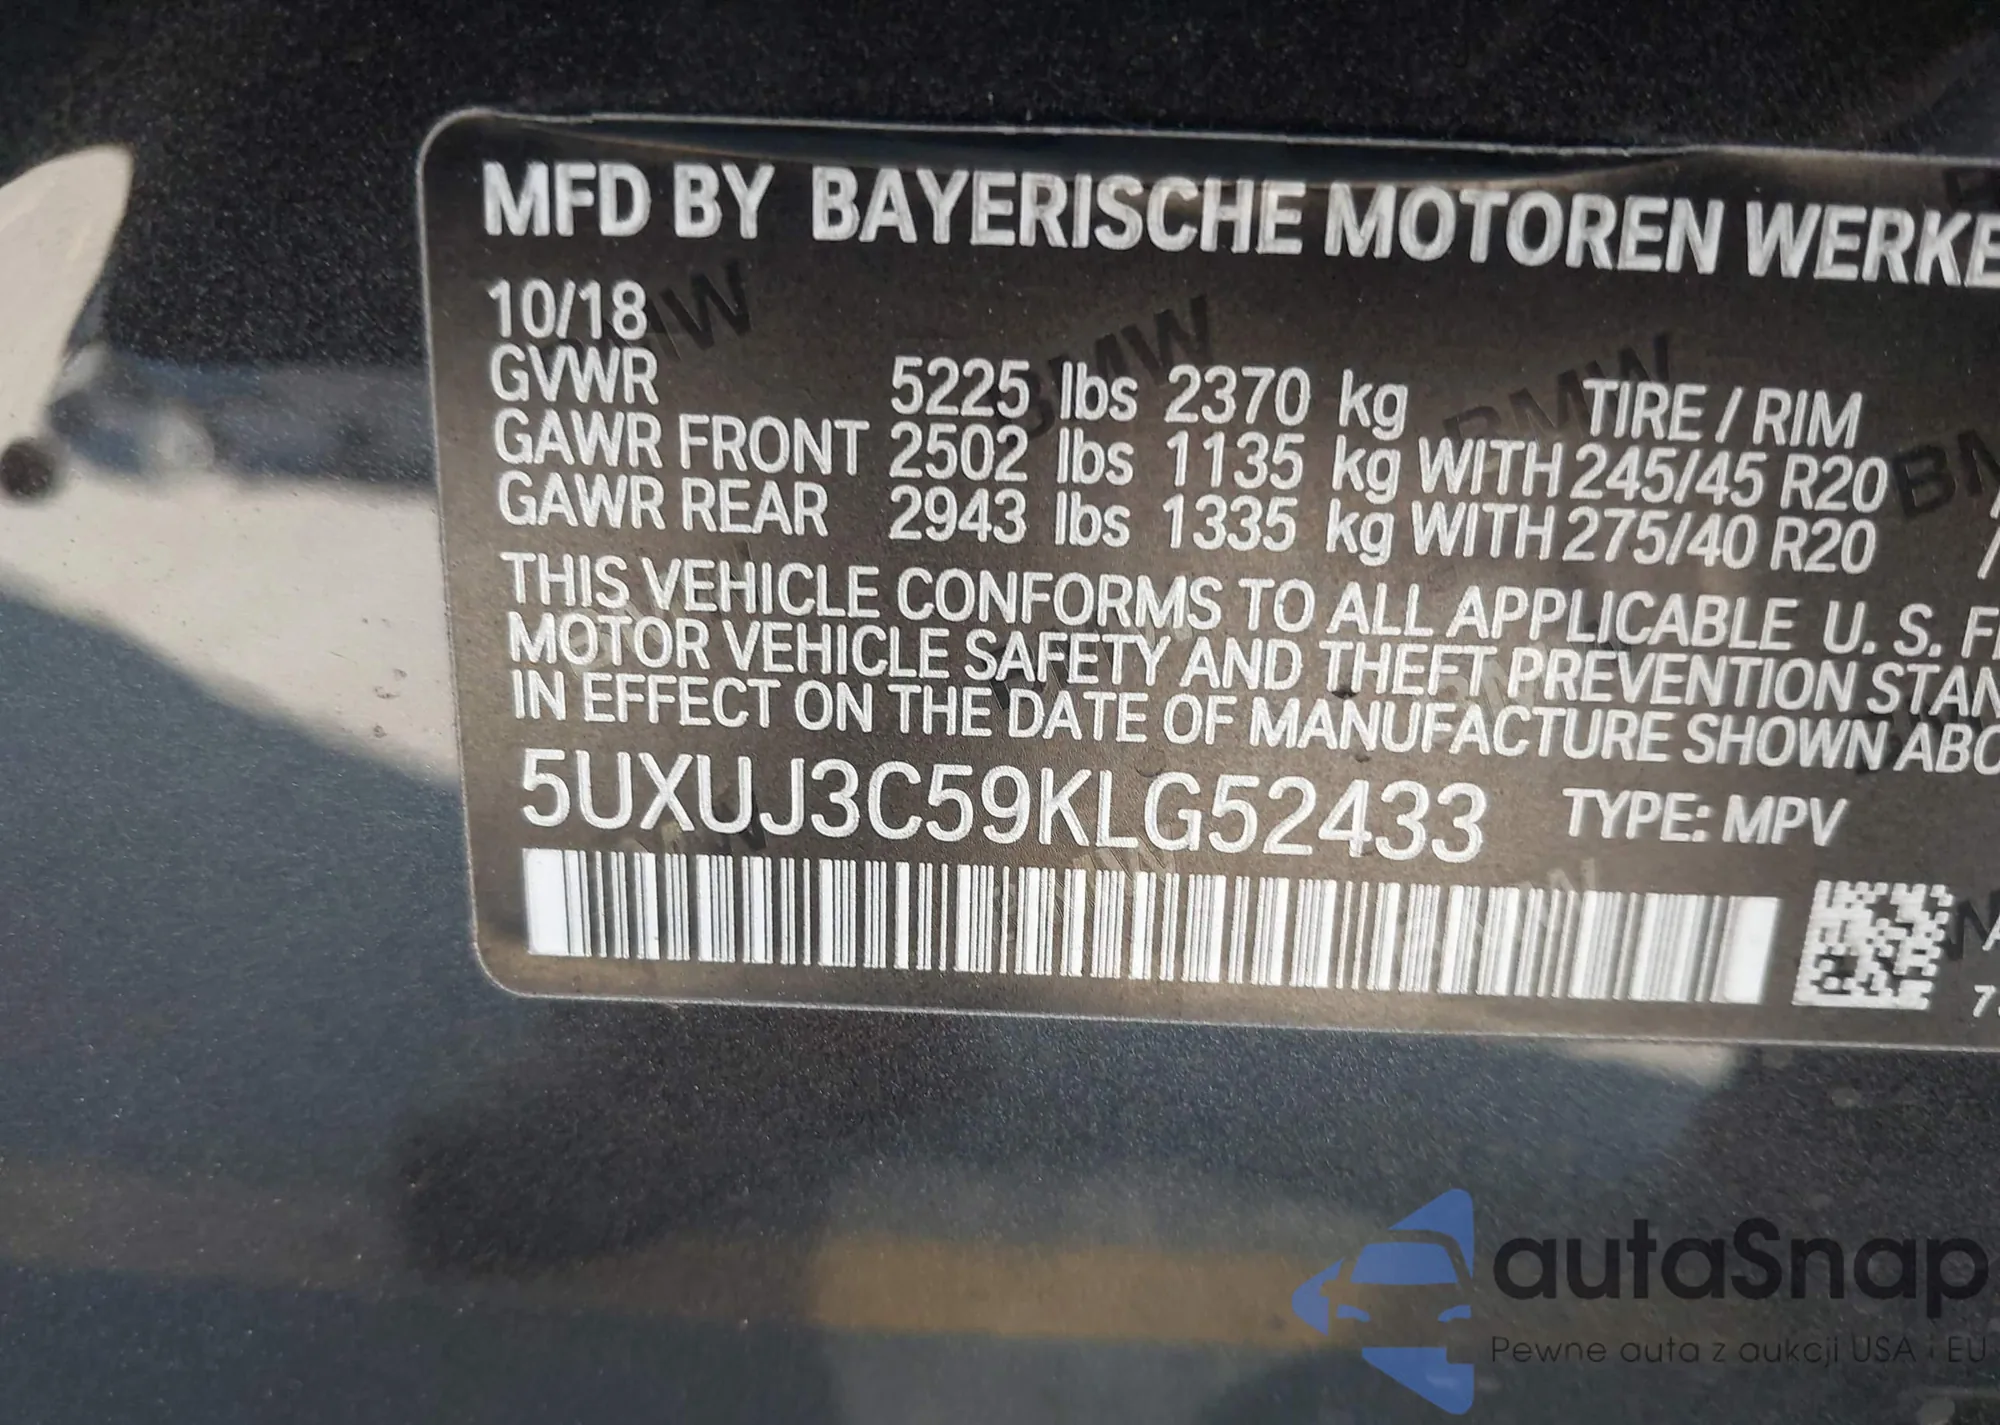 MFD BY BAYERISCHE MOTOREN WERKE
10/18
GVWR 5225 lbs 2370 kg TIRE / RIM
GAWR FRONT 2502 lbs 1135 kg WITH 245/45 R20 /
GAWR REAR 2943 lbs 1335 kg WITH 275/40 R20 /
THIS VEHICLE CONFORMS TO ALL APPLICABLE U. S. F
MOTOR VEHICLE SAFETY AND THEFT PREVENTION STAN
IN EFFECT ON THE DATE OF MANUFACTURE SHOWN ABO
5UXUJ3C59KLG52433 TYPE: MPV
autaSnap
Pewne auta z aukcji USA i EU